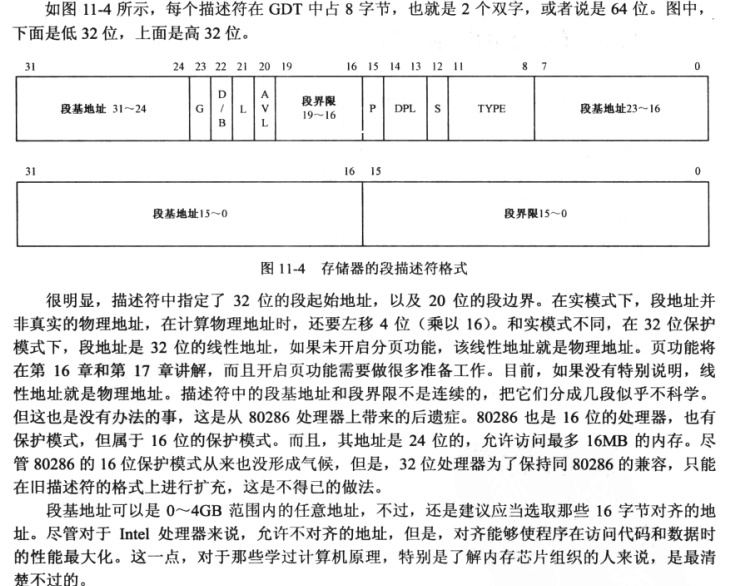 如图 11-4 所示，每个描述符在 GDT 中占 8 字节，也就是 2 个双字，或者说是 64 位。图中，
下面是低 32 位，上面是高 32 位。
31 24 23 22 21 20 19 16 15 14 13 12 11 8 7 0
段基地址 31～24 G D/B L AVL 段界限 19～16 P DPL S TYPE 段基地址23～16
31 16 15 0
段基地址15～0 段界限15～0
图 11-4 存储器的段描述符格式
很明显，描述符中指定了 32 位的段起始地址，以及 20 位的段边界。在实模式下，段地址并
非真实的物理地址，在计算物理地址时，还要左移 4 位（乘以 16）。和实模式不同，在 32 位保护
模式下，段地址是 32 位的线性地址，如果未开启分页功能，该线性地址就是物理地址。页功能将
在第 16 章和第 17 章讲解，而且开启页功能需要做很多准备工作。目前，如果没有特别说明，线
性地址就是物理地址。描述符中的段基地址和段界限不是连续的，把它们分成几段似乎不科学。
但这也是没有办法的事，这是从 80286 处理器上带来的后遗症。80286 也是 16 位的处理器，也有
保护模式，但属于 16 位的保护模式。而且，其地址是 24 位的，允许访问最多 16MB 的内存。尽
管 80286 的 16 位保护模式从来也没形成气候，但是，32 位处理器为了保持同 80286 的兼容，只能
在旧描述符的格式上进行扩充，这是不得已的做法。
段基地址可以是 0～4GB 范围内的任意地址，不过，还是建议应当选取那些 16 字节对齐的地
址。尽管对于 Intel 处理器来说，允许不对齐的地址，但是，对齐能够使程序在访问代码和数据时
的性能最大化。这一点，对于那些学过计算机原理，特别是了解内存芯片组织的人来说，是最清
楚不过的。